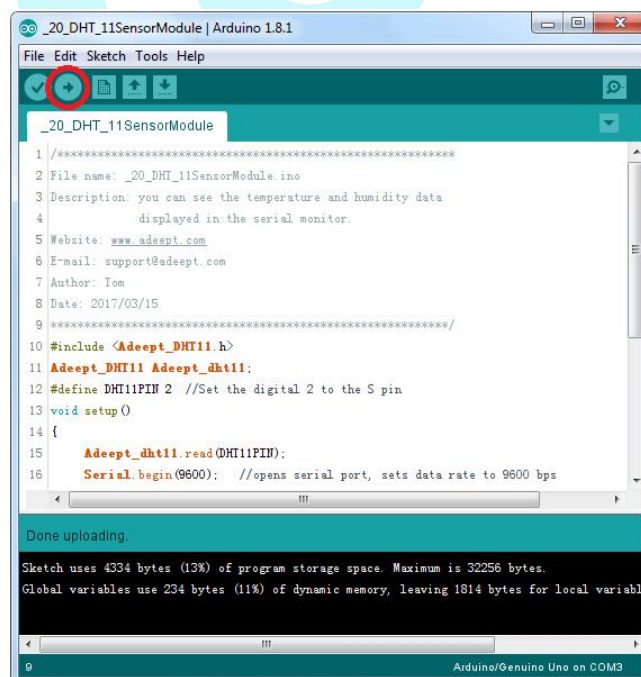 _20_DHT_11SensorModule | Arduino 1.8.1
File Edit Sketch Tools Help
_20_DHT_11SensorModule
1 /***********************************************************
2 File name: _20_DHT_11SensorModule.ino
3 Description: you can see the temperature and humidity data
4 displayed in the serial monitor.
5 Website: www.adeept.com
6 E-mail: support@adeept.com
7 Author: Tom
8 Date: 2017/03/15
9 ***********************************************************/
10 #include <Adeept_DHT11.h>
11 Adeept_DHT11 Adeept_dht11;
12 #define DHT11PIN 2 //Set the digital 2 to the S pin
13 void setup()
14 {
15 Adeept_dht11.read(DHT11PIN);
16 Serial.begin(9600); //opens serial port, sets data rate to 9600 bps
Done uploading.
Sketch uses 4334 bytes (13%) of program storage space. Maximum is 32256 bytes.
Global variables use 234 bytes (11%) of dynamic memory, leaving 1814 bytes for local variabl
9 Arduino/Genuino Uno on COM3